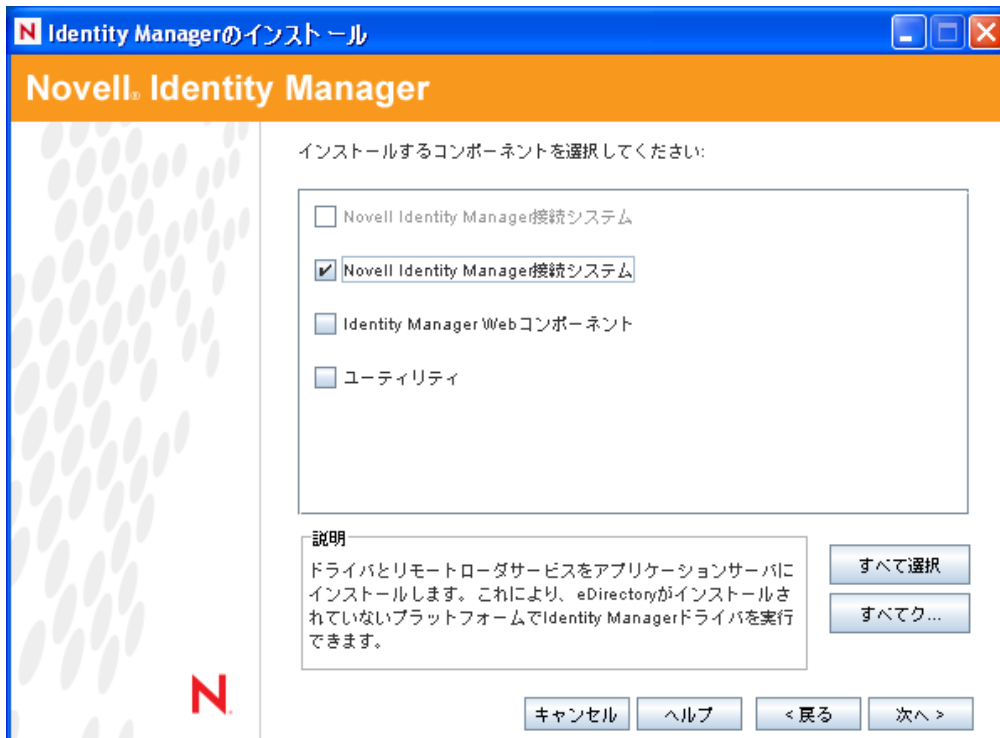 Identity Managerのインストール
Novell® Identity Manager
インストールするコンポーネントを選択してください:
Novell Identity Manager接続システム
Novell Identity Manager接続システム
Identity Manager Webコンポーネント
ユーティリティ
説明
ドライバとリモートローダサービスをアプリケーションサーバに
インストールします。これにより、eDirectoryがインストールさ
れていないプラットフォームでIdentity Managerドライバを実行
できます。
すべて選択
すべてク...
N
キャンセル
ヘルプ
<戻る
次へ>